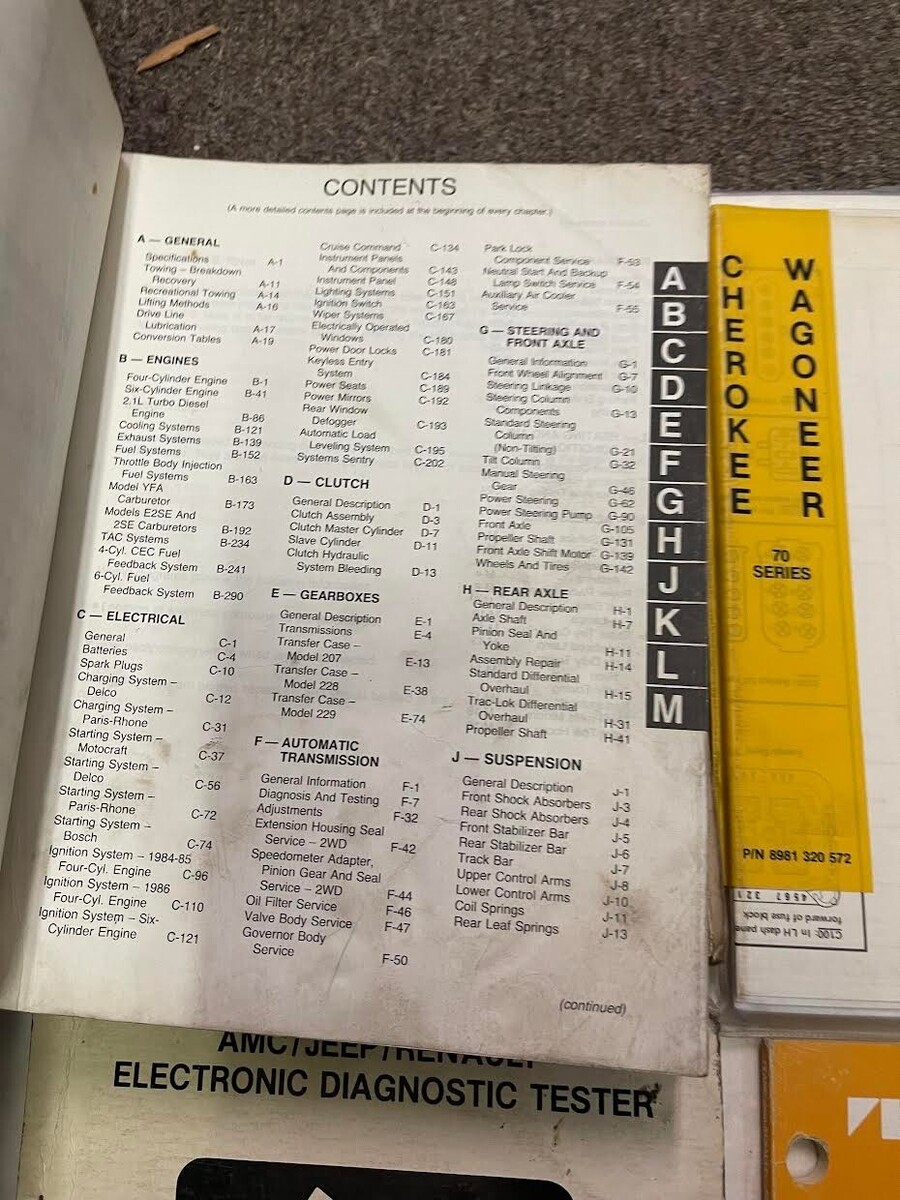 CONTENTS
(A more detailed contents page is included at the beginning of every chapter.)
A — GENERAL
Specifications A-1
Towing – Breakdown
Recovery A-11
Recreational Towing A-14
Lifting Methods A-16
Drive Line
Lubrication A-17
Conversion Tables A-19
B — ENGINES
Four-Cylinder Engine B-1
Six-Cylinder Engine B-41
2.1L Turbo Diesel
Engine B-86
Cooling Systems B-121
Exhaust Systems B-139
Fuel Systems B-152
Throttle Body Injection
Fuel Systems B-163
Model YFA
Carburetor B-173
Models E2SE And
2SE Carburetors B-192
TAC Systems B-234
4-Cyl. CEC Fuel
Feedback System B-241
6-Cyl. Fuel
Feedback System B-290
C — ELECTRICAL
General C-1
Batteries C-4
Spark Plugs C-10
Charging System –
Delco C-12
Charging System –
Paris-Rhone C-31
Starting System –
Motocraft C-37
Starting System –
Delco C-56
Starting System –
Paris-Rhone C-72
Starting System –
Bosch C-74
Ignition System – 1984-85
Four-Cyl. Engine C-96
Ignition System – 1986
Four-Cyl. Engine C-110
Ignition System – Six-
Cylinder Engine C-121
Cruise Command C-134
Instrument Panels
And Components C-143
Instrument Panel C-148
Lighting Systems C-151
Ignition Switch C-163
Wiper Systems C-167
Electrically Operated
Windows C-180
Power Door Locks C-181
Keyless Entry
System C-184
Power Seats C-189
Power Mirrors C-192
Rear Window
Defogger C-193
Automatic Load
Leveling System C-195
Systems Sentry C-202
D — CLUTCH
General Description D-1
Clutch Assembly D-3
Clutch Master Cylinder D-7
Slave Cylinder D-11
Clutch Hydraulic
System Bleeding D-13
E — GEARBOXES
General Description E-1
Transmissions E-4
Transfer Case –
Model 207 E-13
Transfer Case –
Model 228 E-38
Transfer Case –
Model 229 E-74
F — AUTOMATIC
TRANSMISSION
General Information F-1
Diagnosis And Testing F-7
Adjustments F-32
Extension Housing Seal
Service – 2WD F-42
Speedometer Adapter,
Pinion Gear And Seal
Service – 2WD F-44
Oil Filter Service F-46
Valve Body Service F-47
Governor Body
Service F-50
Park Lock
Component Service F-53
Neutral Start And Backup
Lamp Switch Service F-54
Auxiliary Air Cooler
Service F-55
G — STEERING AND
FRONT AXLE
General Information G-1
Front Wheel Alignment G-7
Steering Linkage G-10
Steering Column
Components G-13
Standard Steering
Column
(Non-Tilting) G-21
Tilt Column G-32
Manual Steering
Gear G-46
Power Steering G-62
Power Steering Pump G-90
Front Axle G-105
Propeller Shaft G-131
Front Axle Shift Motor G-139
Wheels And Tires G-142
H — REAR AXLE
General Description H-1
Axle Shaft H-7
Pinion Seal And
Yoke H-11
Assembly Repair H-14
Standard Differential
Overhaul H-15
Trac-Lok Differential
Overhaul H-31
Propeller Shaft H-41
J — SUSPENSION
General Description J-1
Front Shock Absorbers J-3
Rear Shock Absorbers J-4
Front Stabilizer Bar J-5
Rear Stabilizer Bar J-6
Track Bar J-7
Upper Control Arms J-8
Lower Control Arms J-10
Coil Springs J-11
Rear Leaf Springs J-13
(continued)
A
B
C
D
E
F
G
H
J
K
L
M
CHEROKEE
WAGONEER
70
SERIES
P/N 8981 320 572
4567 321
C100: In LH dash pane
forward of fuse block
AMC/JEEP/RENAULT
ELECTRONIC DIAGNOSTIC TESTER